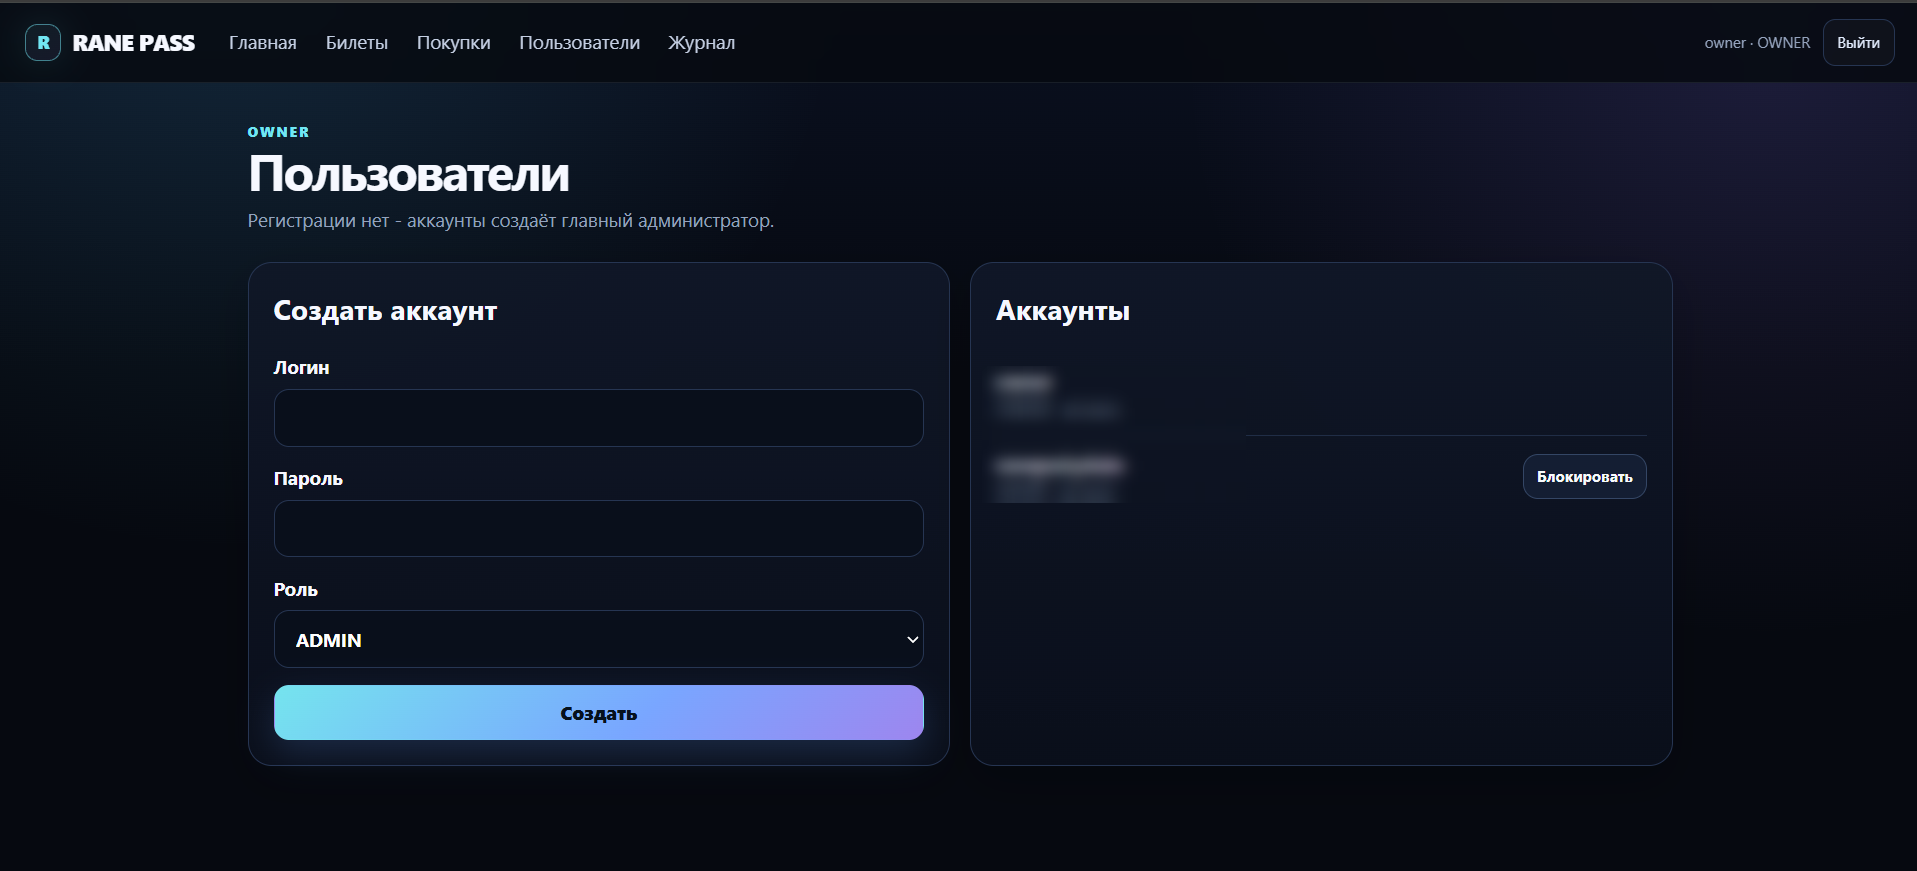 R RANE PASS Главная Билеты Покупки Пользователи Журнал owner · OWNER Выйти
OWNER
Пользователи
Регистрации нет - аккаунты создаёт главный администратор.
Создать аккаунт
Логин
Пароль
Роль
ADMIN
Создать
Аккаунты
Блокировать